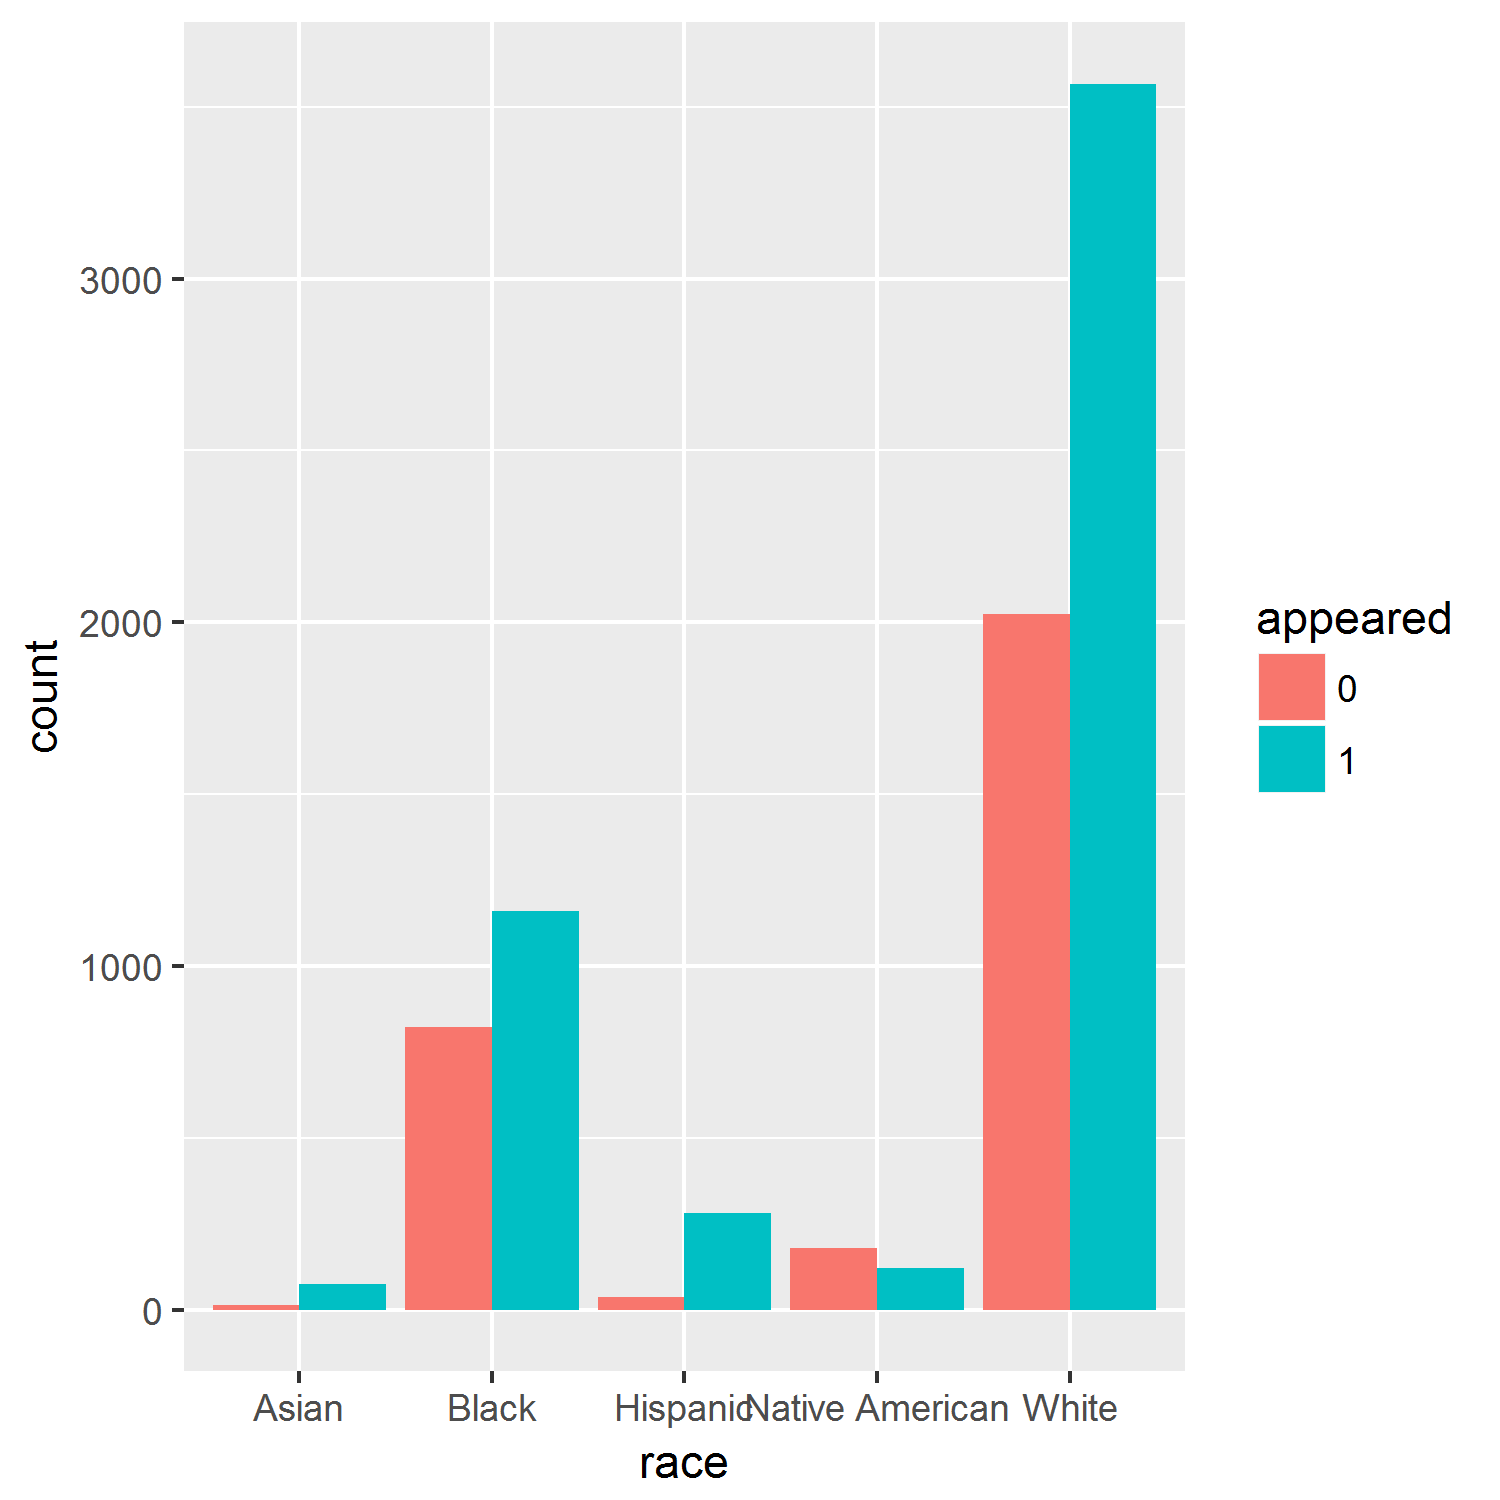 count
3000
2000
1000
0
Asian
Black
Hispanic
Native American
White
race
appeared
0
1